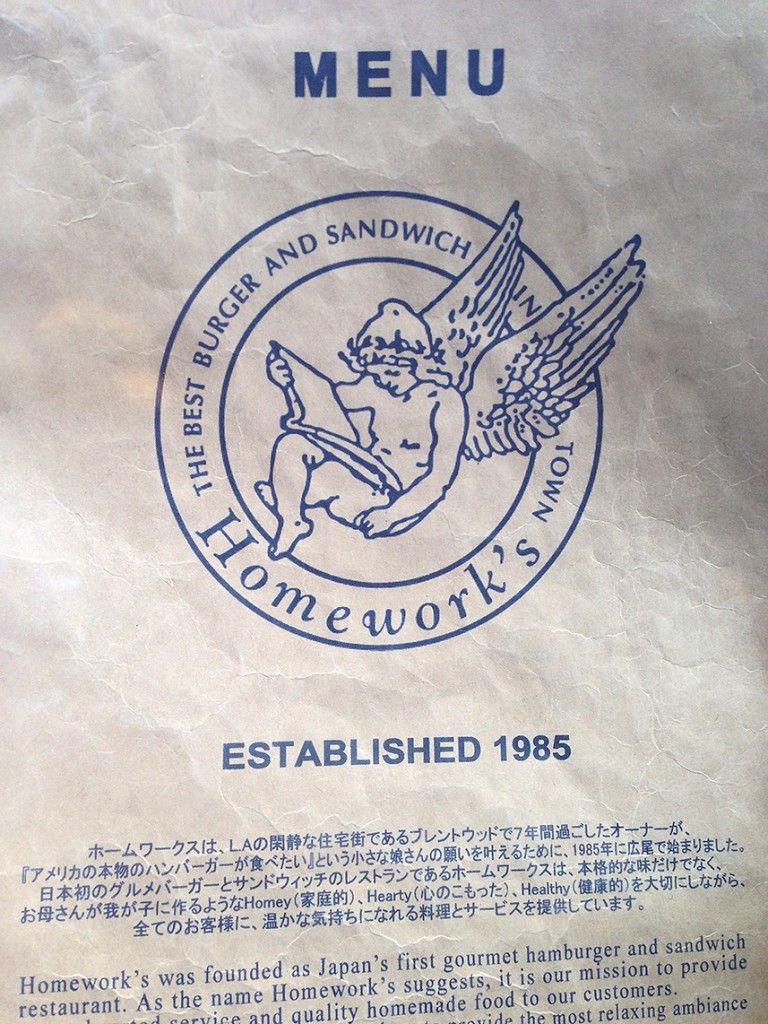 MENU
THE BEST BURGER AND SANDWICH IN TOWN
Homework's
ESTABLISHED 1985
ホームワークスは、LAの閑静な住宅街であるブレントウッドで7年間過ごしたオーナーが、
『アメリカの本物のハンバーガーが食べたい』という小さな娘さんの願いを叶えるために、1985年に広尾で始まりました。
日本初のグルメバーガーとサンドウィッチのレストランであるホームワークスは、本格的な味だけでなく、
お母さんが我が子に作るようなHomey(家庭的)、Hearty(心のこもった)、Healthy(健康的)を大切にしながら、
全てのお客様に、温かな気持ちになれる料理とサービスを提供しています。
Homework's was founded as Japan's first gourmet hamburger and sandwich
restaurant. As the name Homework's suggests, it is our mission to provide
service and quality homemade food to our customers.
provide the most relaxing ambiance